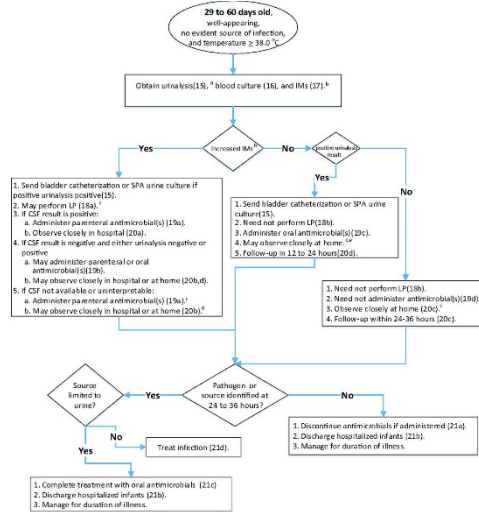 29 to 60 days old,
well-appearing,
no evident source of infection,
and temperature ≥ 38.0 °C
Obtain urinalysis(15),ᵃ blood culture (16), and IMs (17).ᵇ
Increased IMsᵇ
Yes
No
positive urinalysis
result
Yes
No
1. Send bladder catheterization or SPA urine culture if
positive urinalysis positive(15).
2. May perform LP (18a).ᶜ
3. If CSF result is positive:
a. Administer parenteral antimicrobial(s) (19a).
b. Observe closely in hospital (20a).
4. If CSF result is negative and either urinalysis negative or
positive
a. May administer parenteral or oral
antimicrobial(s)(19b).
b. May observe closely in hospital or at home (20b,d).
5. If CSF not available or uninterpretable:
a. Administer parenteral antimicrobial(s) (19a).ᶜ
b. May observe closely in hospital or at home (20b).ᵈ
1. Send bladder catheterization or SPA urine
culture(15).
2. Need not perform LP(18b).
3. Administer oral antimicrobial(s)(19c).
4. May observe closely at home.
5. Follow-up in 12 to 24 hours(20d).
1. Need not perform LP(18b).
2. Need not administer antimicrobial(s)(19d)
3. Observe closely at home (20c).
4. Follow-up within 24-36 hours (20c).
Source
limited to
urine?
Yes
Pathogen or
source identified at
24 to 36 hours?
No
1. Discontinue antimicrobials if administered (21a).
2. Discharge hospitalized infants (21b).
3. Manage for duration of illness.
No
Treat infection (21d).
Yes
1. Complete treatment with oral antimicrobials (21c)
2. Discharge hospitalized infants (21b).
3. Manage for duration of illness.